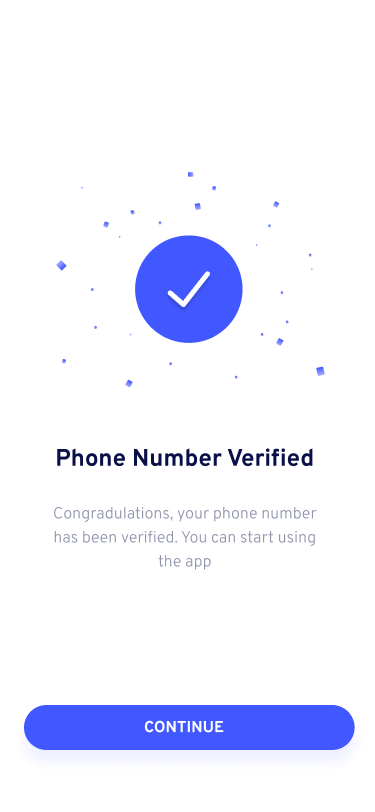 Phone Number Verified
Congradulations, your phone number
has been verified. You can start using
the app
CONTINUE